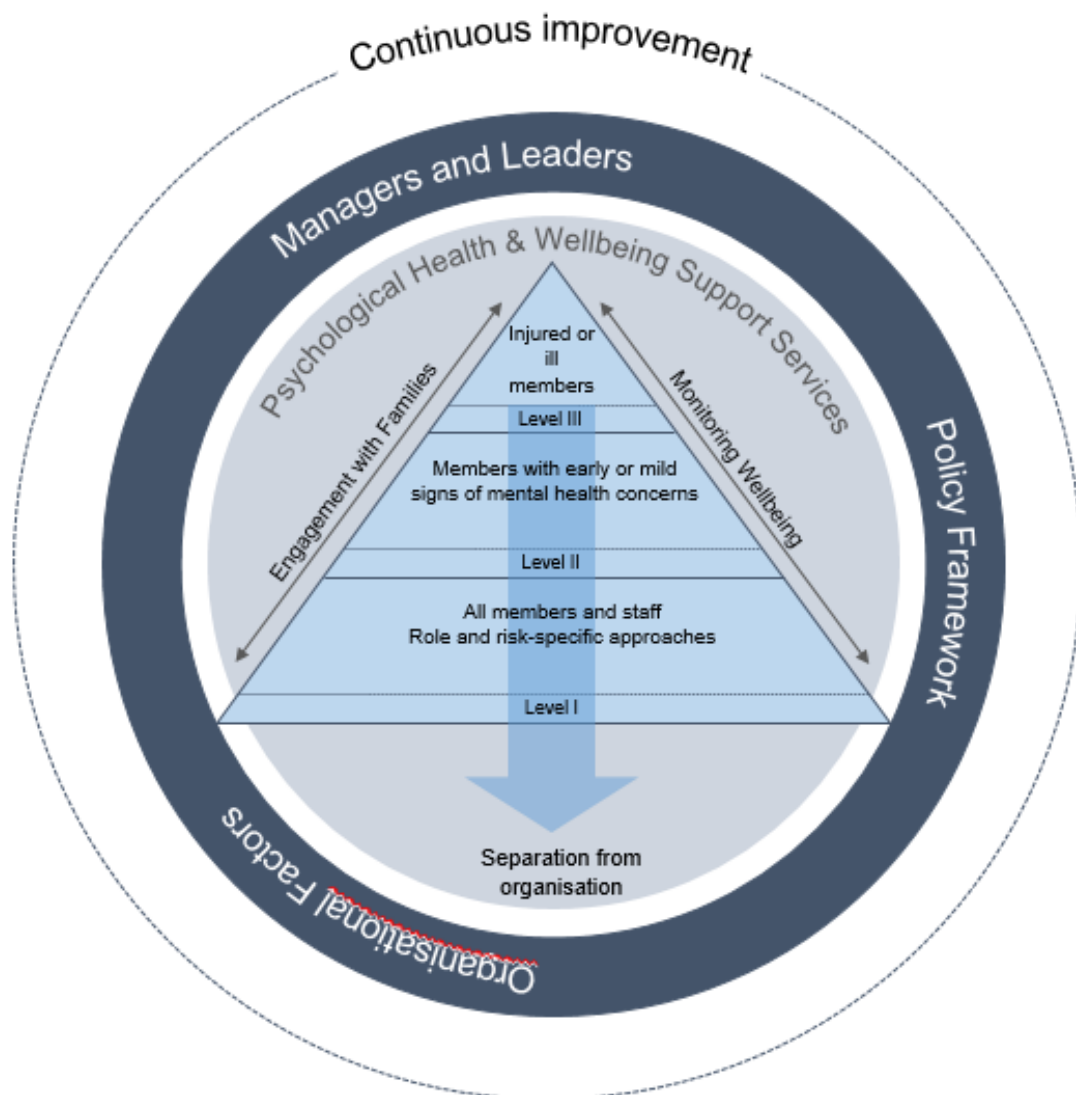 Continuous improvement
Managers and Leaders
Psychological Health & Wellbeing Support Services
Injured or
ill
members
Level III
Engagement with Families
Monitoring Wellbeing
Members with early or mild
signs of mental health concerns
Level II
Policy Framework
All members and staff
Role and risk-specific approaches
Level I
Separation from
organisation
Organisational Factors